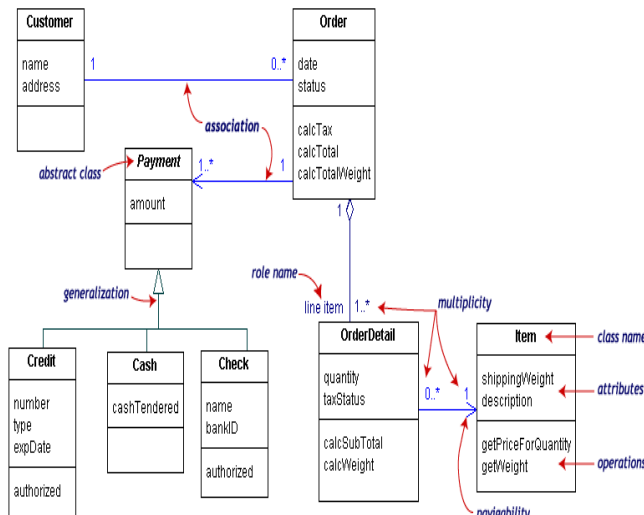 Customer
name
address
1
0..*
Order
date
status
calcTax
calcTotal
calcTotalWeight
association
abstract class
Payment
amount
1..*
1
1
generalization
role name
line item
1..*
multiplicity
Credit
number
type
expDate
authorized
Cash
cashTendered
Check
name
bankID
authorized
OrderDetail
quantity
taxStatus
calcSubTotal
calcWeight
0..*
1
Item
shippingWeight
description
getPriceForQuantity
getWeight
class name
attributes
operations
navigability